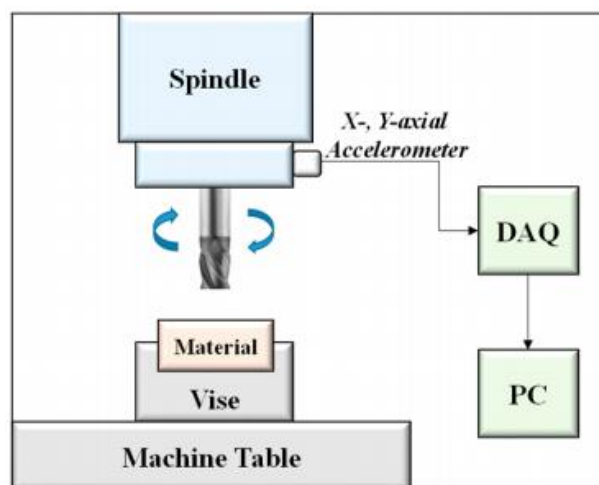 Spindle
X-, Y-axial
Accelerometer
DAQ
Material
Vise
PC
Machine Table